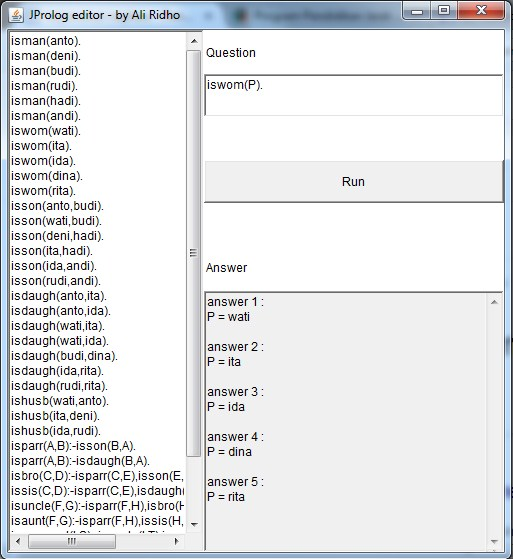 JProlog editor - by Ali Ridho
isman(anto).
isman(deni).
isman(budi).
isman(rudi).
isman(hadi).
isman(andi).
iswom(wati).
iswom(ita).
iswom(ida).
iswom(dina).
iswom(rita).
isson(anto,budi).
isson(wati,budi).
isson(deni,hadi).
isson(ita,hadi).
isson(ida,andi).
isson(rudi,andi).
isdaugh(anto,ita).
isdaugh(anto,ida).
isdaugh(wati,ita).
isdaugh(wati,ida).
isdaugh(budi,dina).
isdaugh(ida,rita).
isdaugh(rudi,rita).
ishusb(wati,anto).
ishusb(ita,deni).
ishusb(ida,rudi).
isparr(A,B):-isson(B,A).
isparr(A,B):-isdaugh(B,A).
isbro(C,D):-isparr(C,E),isson(E,
issis(C,D):-isparr(C,E),isdaugh(
isuncle(F,G):-isparr(F,H),isbro(H
isaunt(F,G):-isparr(F,H),issis(H,
Question
iswom(P).
Run
Answer
answer 1 :
P = wati
answer 2 :
P = ita
answer 3 :
P = ida
answer 4 :
P = dina
answer 5 :
P = rita